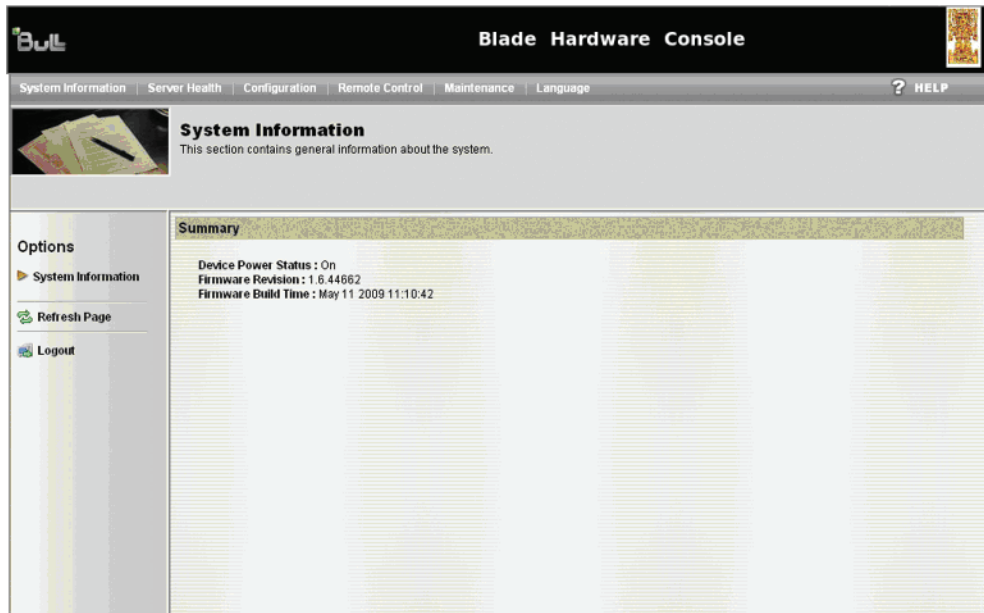 Bull
Blade Hardware Console
System Information | Server Health | Configuration | Remote Control | Maintenance | Language
? HELP
System Information
This section contains general information about the system.
Options
System Information
Refresh Page
Logout
Summary
Device Power Status : On
Firmware Revision : 1.6.44662
Firmware Build Time : May 11 2009 11:10:42